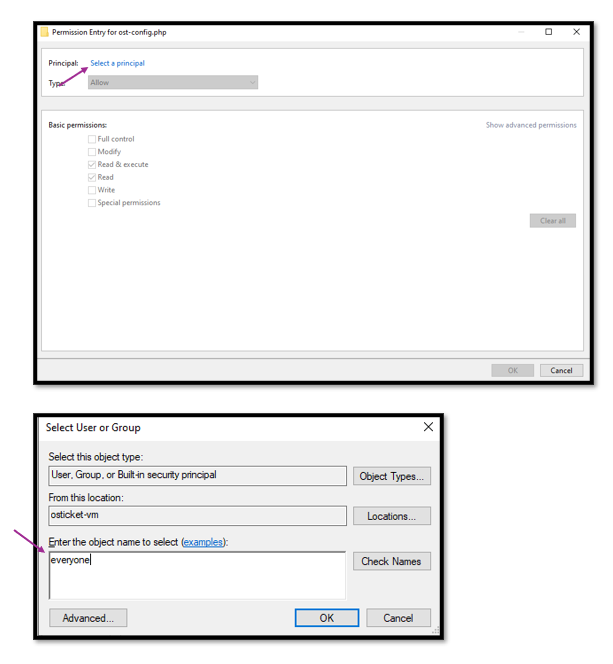 Permission Entry for ost-config.php
Principal: Select a principal
Type: Allow
Basic permissions: Show advanced permissions
Full control
Modify
Read & execute
Read
Write
Special permissions
Clear all
OK Cancel
Select User or Group
Select this object type:
User, Group, or Built-in security principal Object Types...
From this location:
osticket-vm Locations...
Enter the object name to select (examples):
everyone Check Names
Advanced... OK Cancel